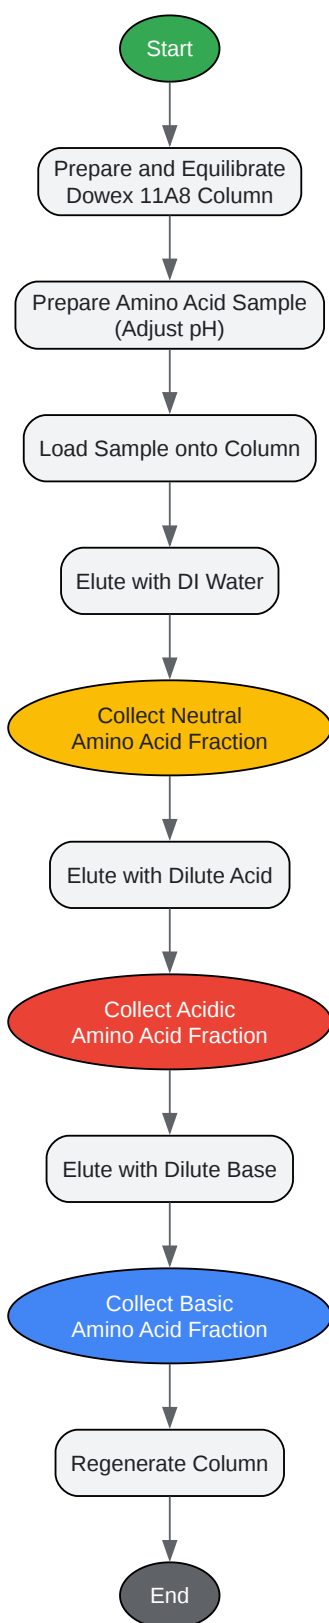 Start
Prepare and Equilibrate
Dowex 11A8 Column
Prepare Amino Acid Sample
(Adjust pH)
Load Sample onto Column
Elute with DI Water
Collect Neutral
Amino Acid Fraction
Elute with Dilute Acid
Collect Acidic
Amino Acid Fraction
Elute with Dilute Base
Collect Basic
Amino Acid Fraction
Regenerate Column
End